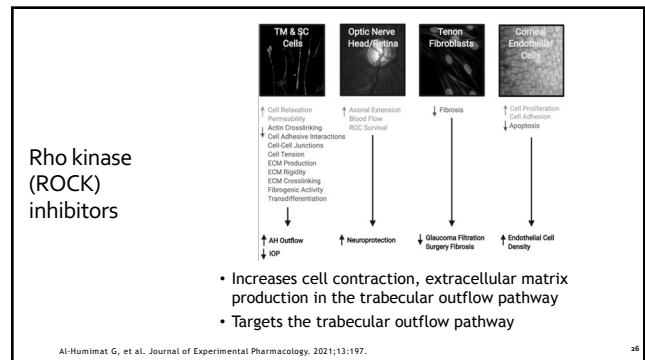 Rho kinase
(ROCK)
inhibitors
TM & SC
Cells
↑ Cell Relaxation
Permeability
↓ Actin Crosslinking
Cell Adhesive Interactions
Cell-Cell Junctions
Cell Tension
ECM Production
ECM Rigidity
ECM Crosslinking
Fibrogenic Activity
Transdifferentiation
↑ AH Outflow
↓ IOP
Optic Nerve
Head/Retina
↑ Axonal Extension
Blood Flow
RGC Survival
↑ Neuroprotection
Tenon
Fibroblasts
↓ Fibrosis
↓ Glaucoma Filtration
Surgery Fibrosis
Corneal
Endothelial
Cells
↑ Cell Proliferation
Cell Adhesion
↓ Apoptosis
↑ Endothelial Cell
Density
• Increases cell contraction, extracellular matrix
production in the trabecular outflow pathway
• Targets the trabecular outflow pathway
Al-Humimat G, et al. Journal of Experimental Pharmacology. 2021;13:197.
26